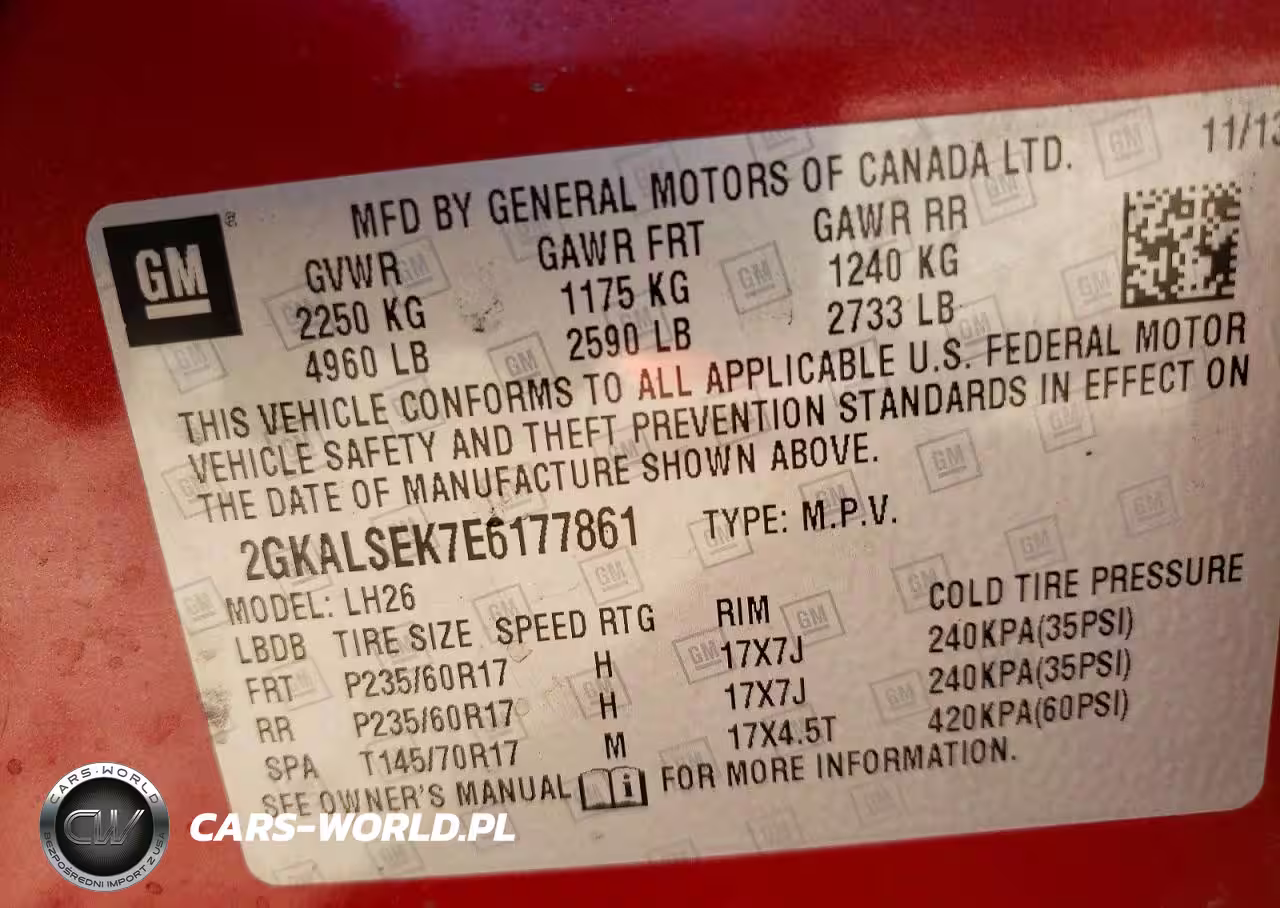 11/13
MFD BY GENERAL MOTORS OF CANADA LTD.
GM ®
GVWR GAWR FRT GAWR RR
2250 KG 1175 KG 1240 KG
4960 LB 2590 LB 2733 LB
THIS VEHICLE CONFORMS TO ALL APPLICABLE U.S. FEDERAL MOTOR
VEHICLE SAFETY AND THEFT PREVENTION STANDARDS IN EFFECT ON
THE DATE OF MANUFACTURE SHOWN ABOVE.
2GKALSEK7E6177861 TYPE: M.P.V.
MODEL: LH26
LBDB TIRE SIZE SPEED RTG RIM COLD TIRE PRESSURE
FRT P235/60R17 H 17X7J 240KPA(35PSI)
RR P235/60R17 H 17X7J 240KPA(35PSI)
SPA T145/70R17 M 17X4.5T 420KPA(60PSI)
SEE OWNER'S MANUAL FOR MORE INFORMATION.
CARS-WORLD
CW
BEZPOŚREDNI IMPORT Z USA
CARS-WORLD.PL